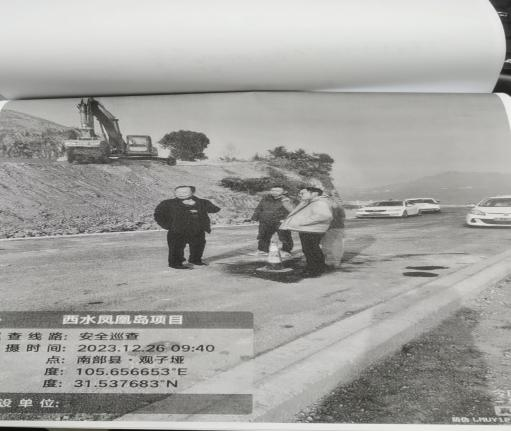 西水凤凰岛项目
查线路: 安全巡查
摄时间: 2023.12.26 09:40
点: 南部县·观子垭
度: 105.656653°E
度: 31.537683°N
设单位:
防伪